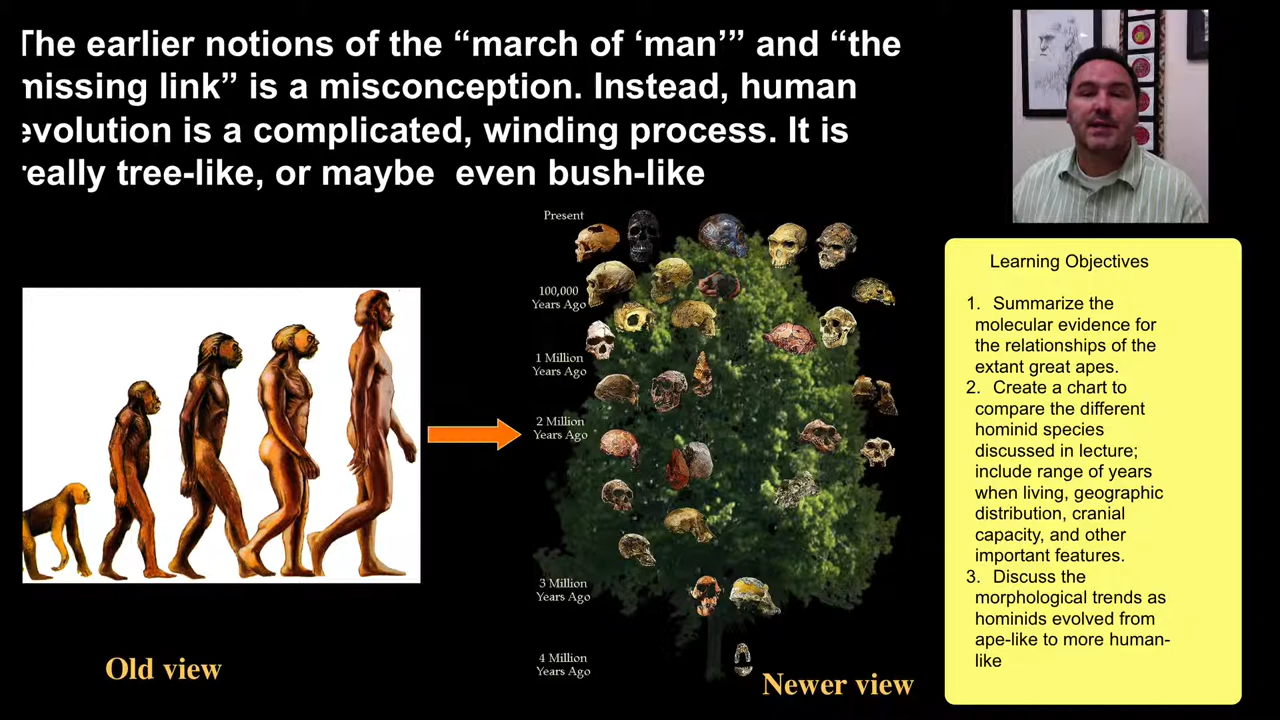 The earlier notions of the “march of ‘man’” and “the
missing link” is a misconception. Instead, human
evolution is a complicated, winding process. It is
really tree-like, or maybe even bush-like
Present
100,000
Years Ago
1 Million
Years Ago
2 Million
Years Ago
3 Million
Years Ago
4 Million
Years Ago
Old view
Newer view
Learning Objectives
1. Summarize the
molecular evidence for
the relationships of the
extant great apes.
2. Create a chart to
compare the different
hominid species
discussed in lecture;
include range of years
when living, geographic
distribution, cranial
capacity, and other
important features.
3. Discuss the
morphological trends as
hominids evolved from
ape-like to more human-
like